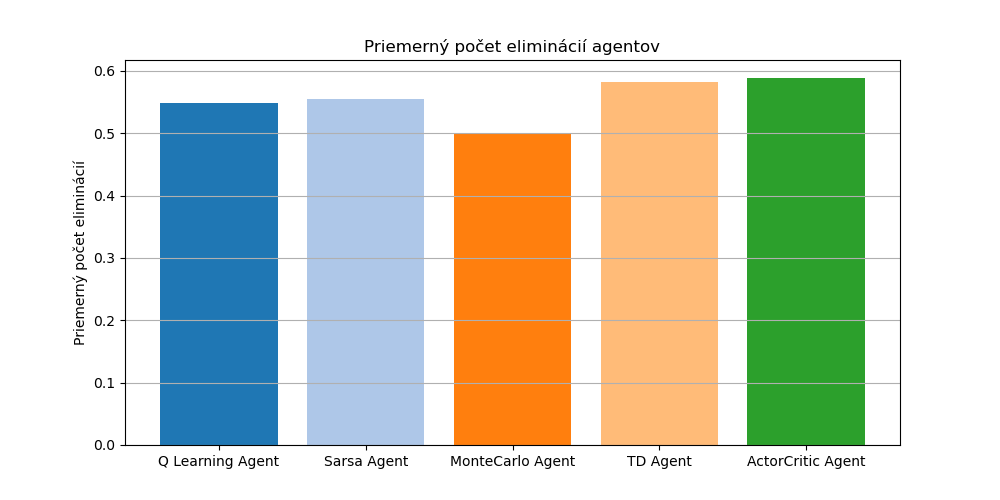 Priemerný počet eliminácií agentov
Priemerný počet eliminácií
0.6
0.5
0.4
0.3
0.2
0.1
0.0
Q Learning Agent
Sarsa Agent
MonteCarlo Agent
TD Agent
ActorCritic Agent